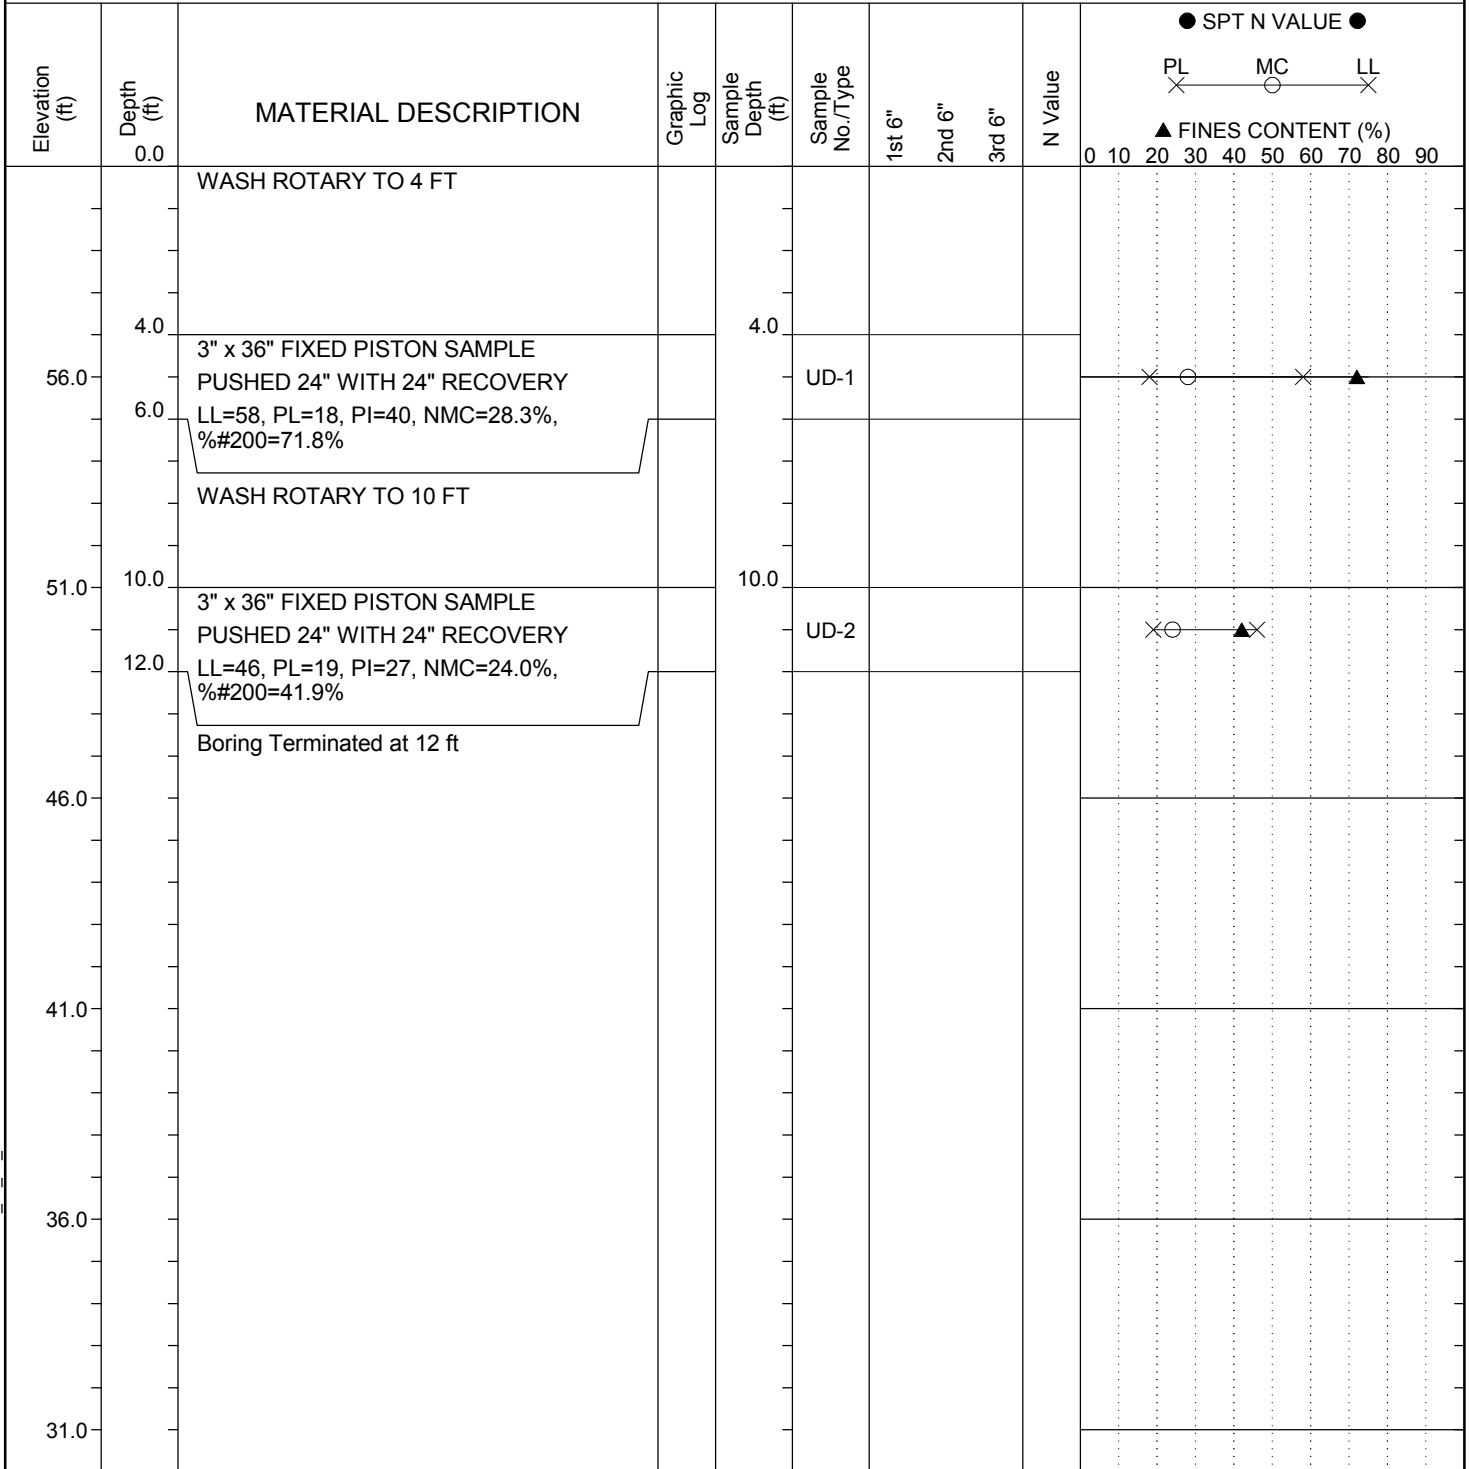 ● SPT N VALUE ●
PL MC LL
▲ FINES CONTENT (%)
0 10 20 30 40 50 60 70 80 90
Elevation
(ft)
Depth
(ft)
0.0
MATERIAL DESCRIPTION
Graphic
Log
Sample
Depth
(ft)
Sample
No./Type
1st 6"
2nd 6"
3rd 6"
N Value
WASH ROTARY TO 4 FT
4.0
4.0
3" x 36" FIXED PISTON SAMPLE
56.0
PUSHED 24" WITH 24" RECOVERY
UD-1
6.0
LL=58, PL=18, PI=40, NMC=28.3%,
%#200=71.8%
WASH ROTARY TO 10 FT
51.0
10.0
10.0
3" x 36" FIXED PISTON SAMPLE
PUSHED 24" WITH 24" RECOVERY
UD-2
12.0
LL=46, PL=19, PI=27, NMC=24.0%,
%#200=41.9%
Boring Terminated at 12 ft
46.0
41.0
36.0
31.0